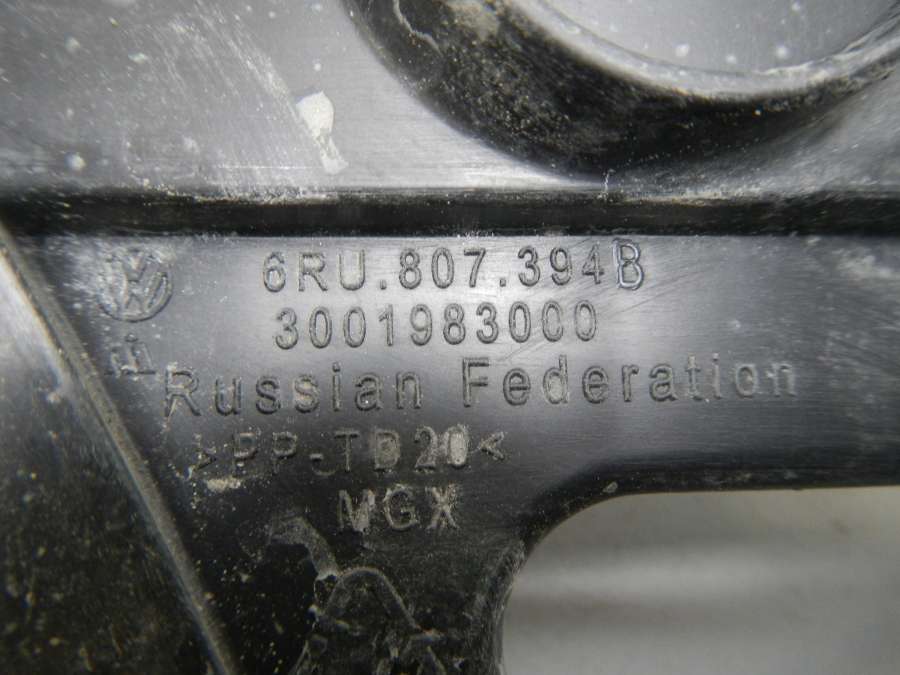 6RU.807.394B
3001983000
Russian Federation
>PP-TD20<
MGX